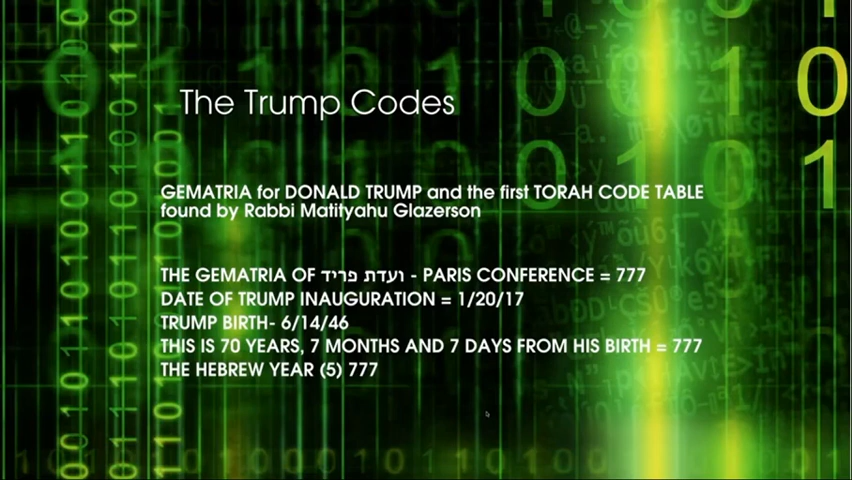 The Trump Codes
GEMATRIA for DONALD TRUMP and the first TORAH CODE TABLE
found by Rabbi Matityahu Glazerson
THE GEMATRIA OF ועדת פריד - PARIS CONFERENCE = 777
DATE OF TRUMP INAUGURATION = 1/20/17
TRUMP BIRTH- 6/14/46
THIS IS 70 YEARS, 7 MONTHS AND 7 DAYS FROM HIS BIRTH = 777
THE HEBREW YEAR (5) 777